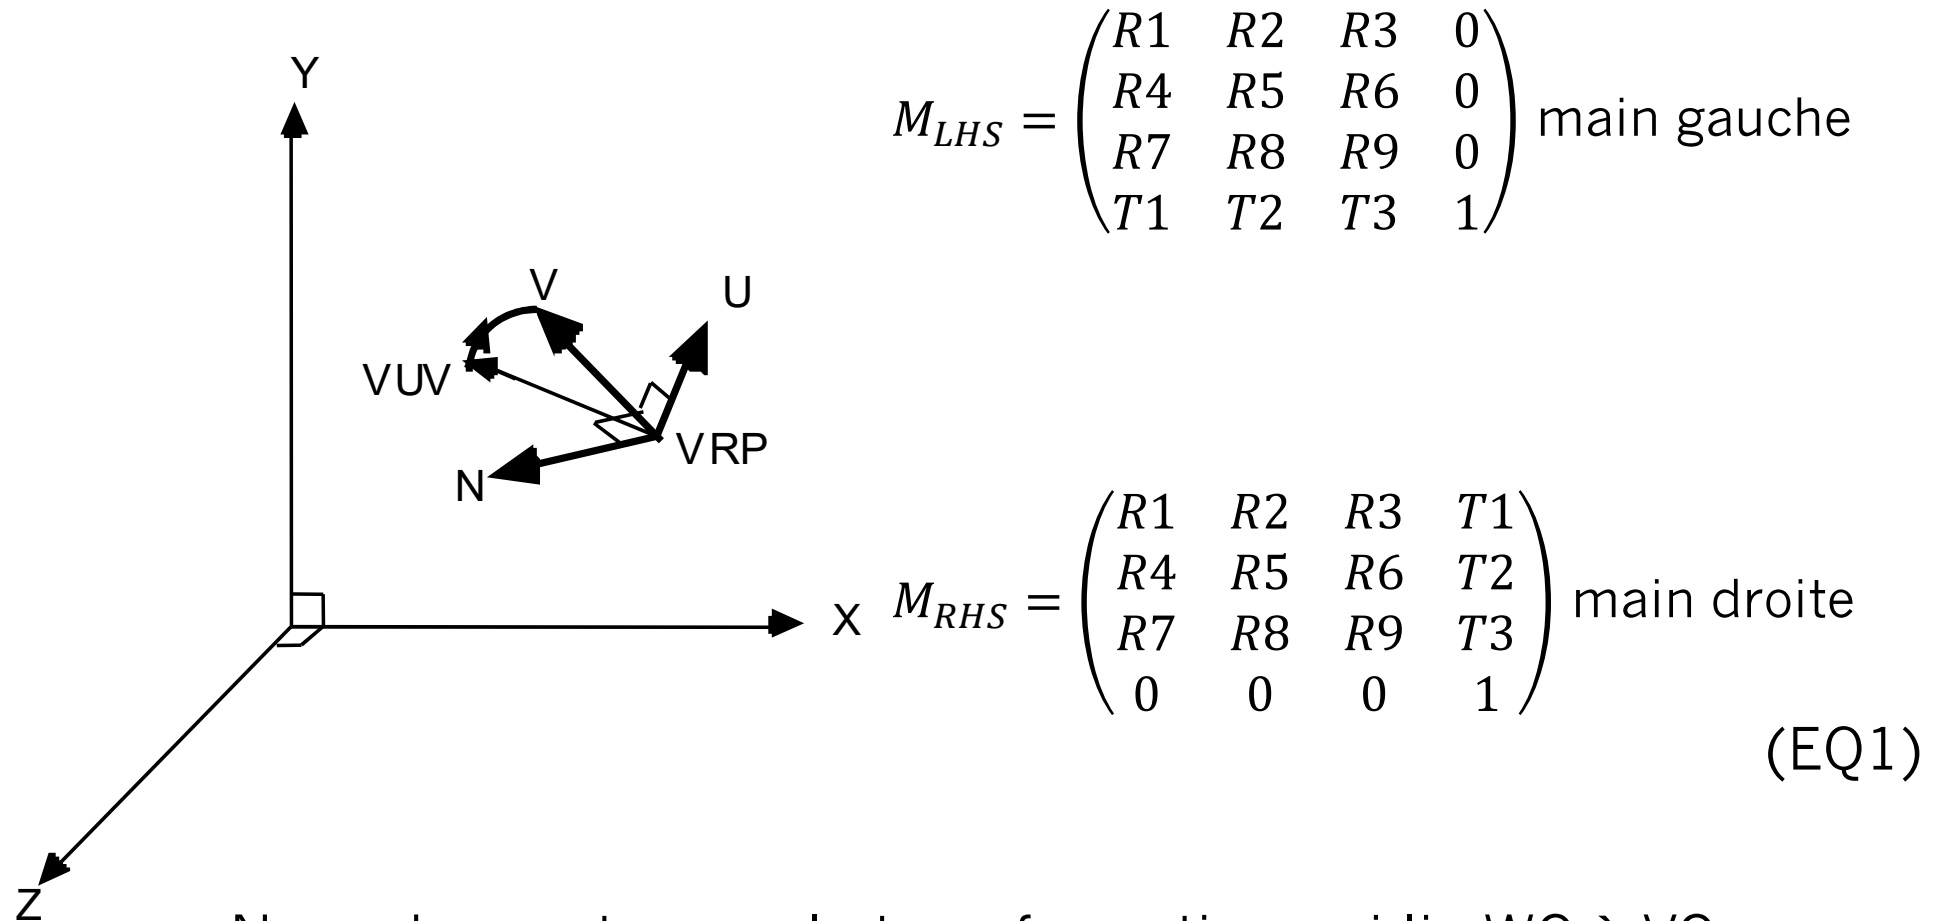 Y
V
U
VUV
VRP
N
X
Z
M_LHS = (R1 R2 R3 0
R4 R5 R6 0
R7 R8 R9 0
T1 T2 T3 1) main gauche
M_RHS = (R1 R2 R3 T1
R4 R5 R6 T2
R7 R8 R9 T3
0 0 0 1) main droite
(EQ1)